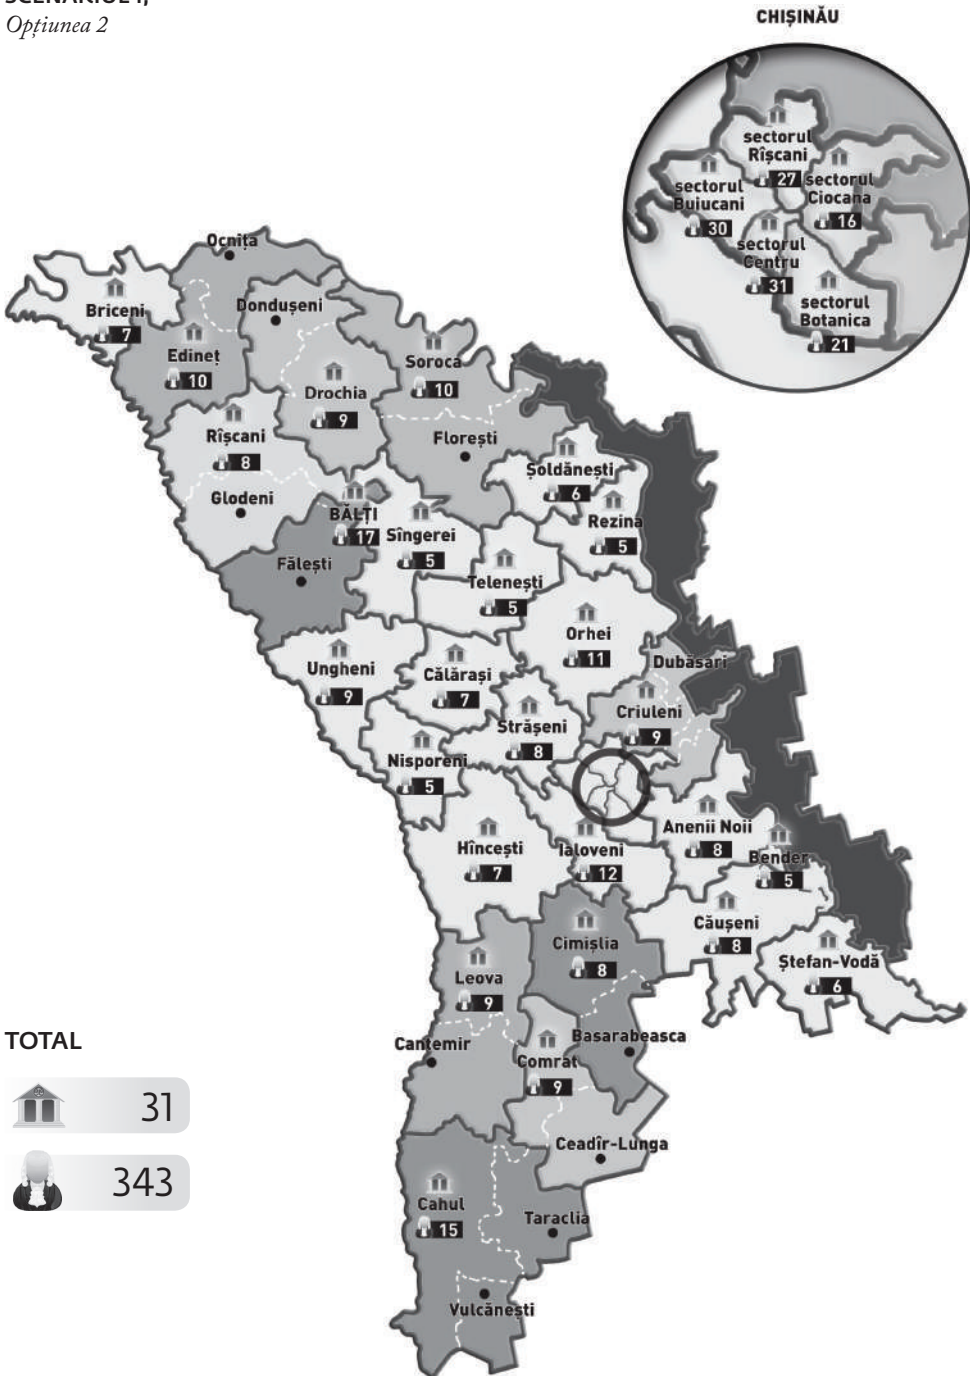 SCENARIUL I,
Opțiunea 2
CHIȘINĂU
sectorul
Rîșcani
27
sectorul
Ciocana
16
sectorul
Buiucani
30
sectorul
Centru
31
sectorul
Botanica
21
Ocnița
Briceni
7
Dondușeni
Edineț
10
Soroca
10
Drochia
9
Rîșcani
8
Florești
Șoldănești
6
Glodeni
BĂLȚI
17
Sîngerei
5
Rezina
5
Fălești
Telenești
5
Orhei
11
Ungheni
9
Călărași
7
Dubăsari
Criuleni
9
Strășeni
8
Nisporeni
5
Anenii Noii
8
Hîncești
7
Ialoveni
12
Bender
5
Căușeni
8
Cimișlia
8
Ștefan-Vodă
6
Leova
9
Cantemir
Basarabeasca
Comrat
9
Ceadîr-Lunga
Cahul
15
Taraclia
Vulcănești
TOTAL
31
343